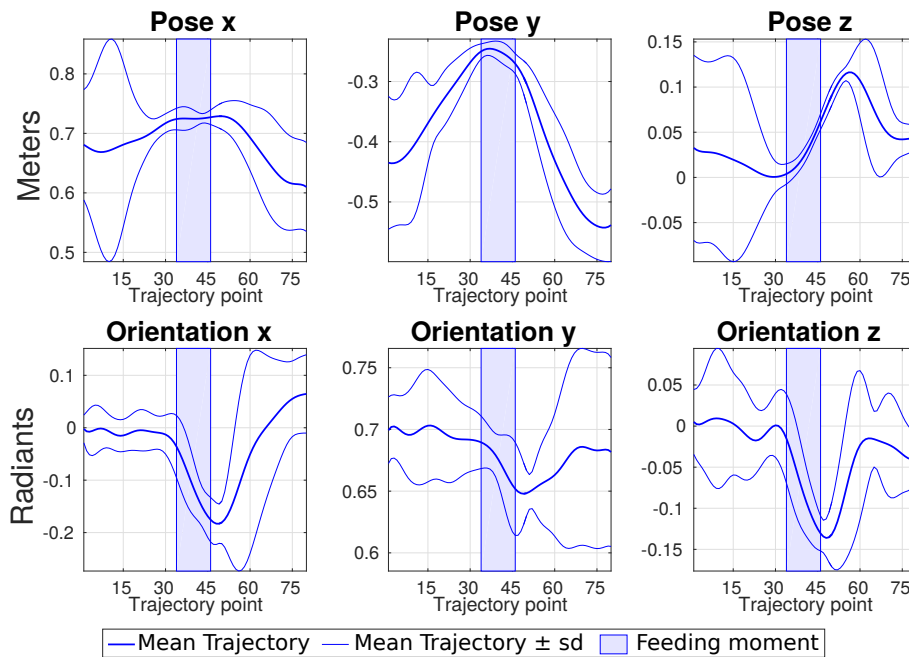 Pose x Pose y Pose z
Meters
0.8
0.7
0.6
0.5
15 30 45 60 75
Trajectory point
-0.3
-0.4
-0.5
15 30 45 60 75
Trajectory point
0.15
0.1
0.05
0
-0.05
15 30 45 60 75
Trajectory point
Orientation x Orientation y Orientation z
Radiants
0.1
0
-0.1
-0.2
15 30 45 60 75
Trajectory point
0.75
0.7
0.65
0.6
15 30 45 60 75
Trajectory point
0.05
0
-0.05
-0.1
-0.15
15 30 45 60 75
Trajectory point
Mean Trajectory Mean Trajectory ± sd Feeding moment